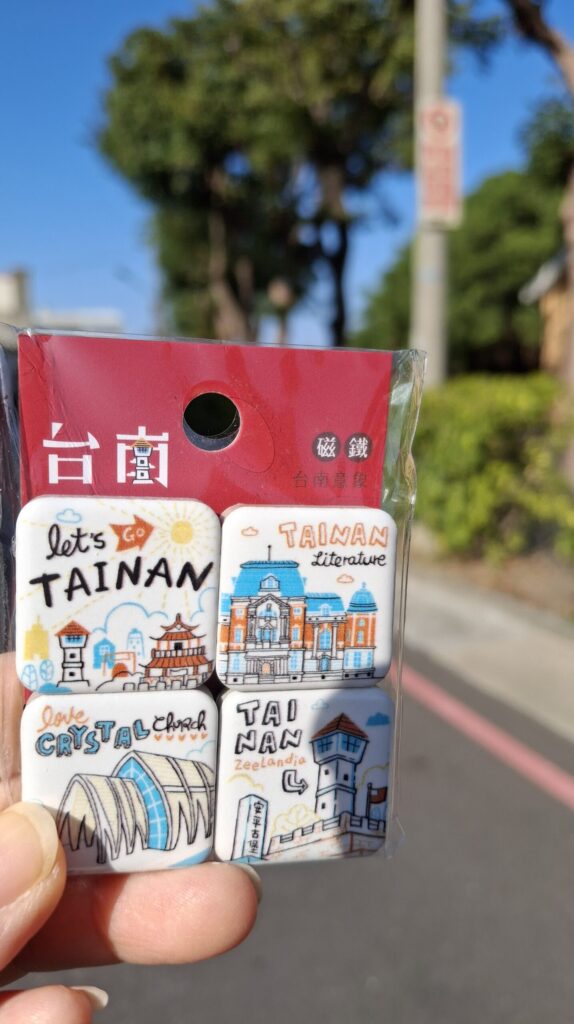 台南
磁鐵
台南意象
let's GO
TAINAN
TAINAN
Literature
love
CRYSTAL Church
TAI
NAN
Zeelandia
安平古堡